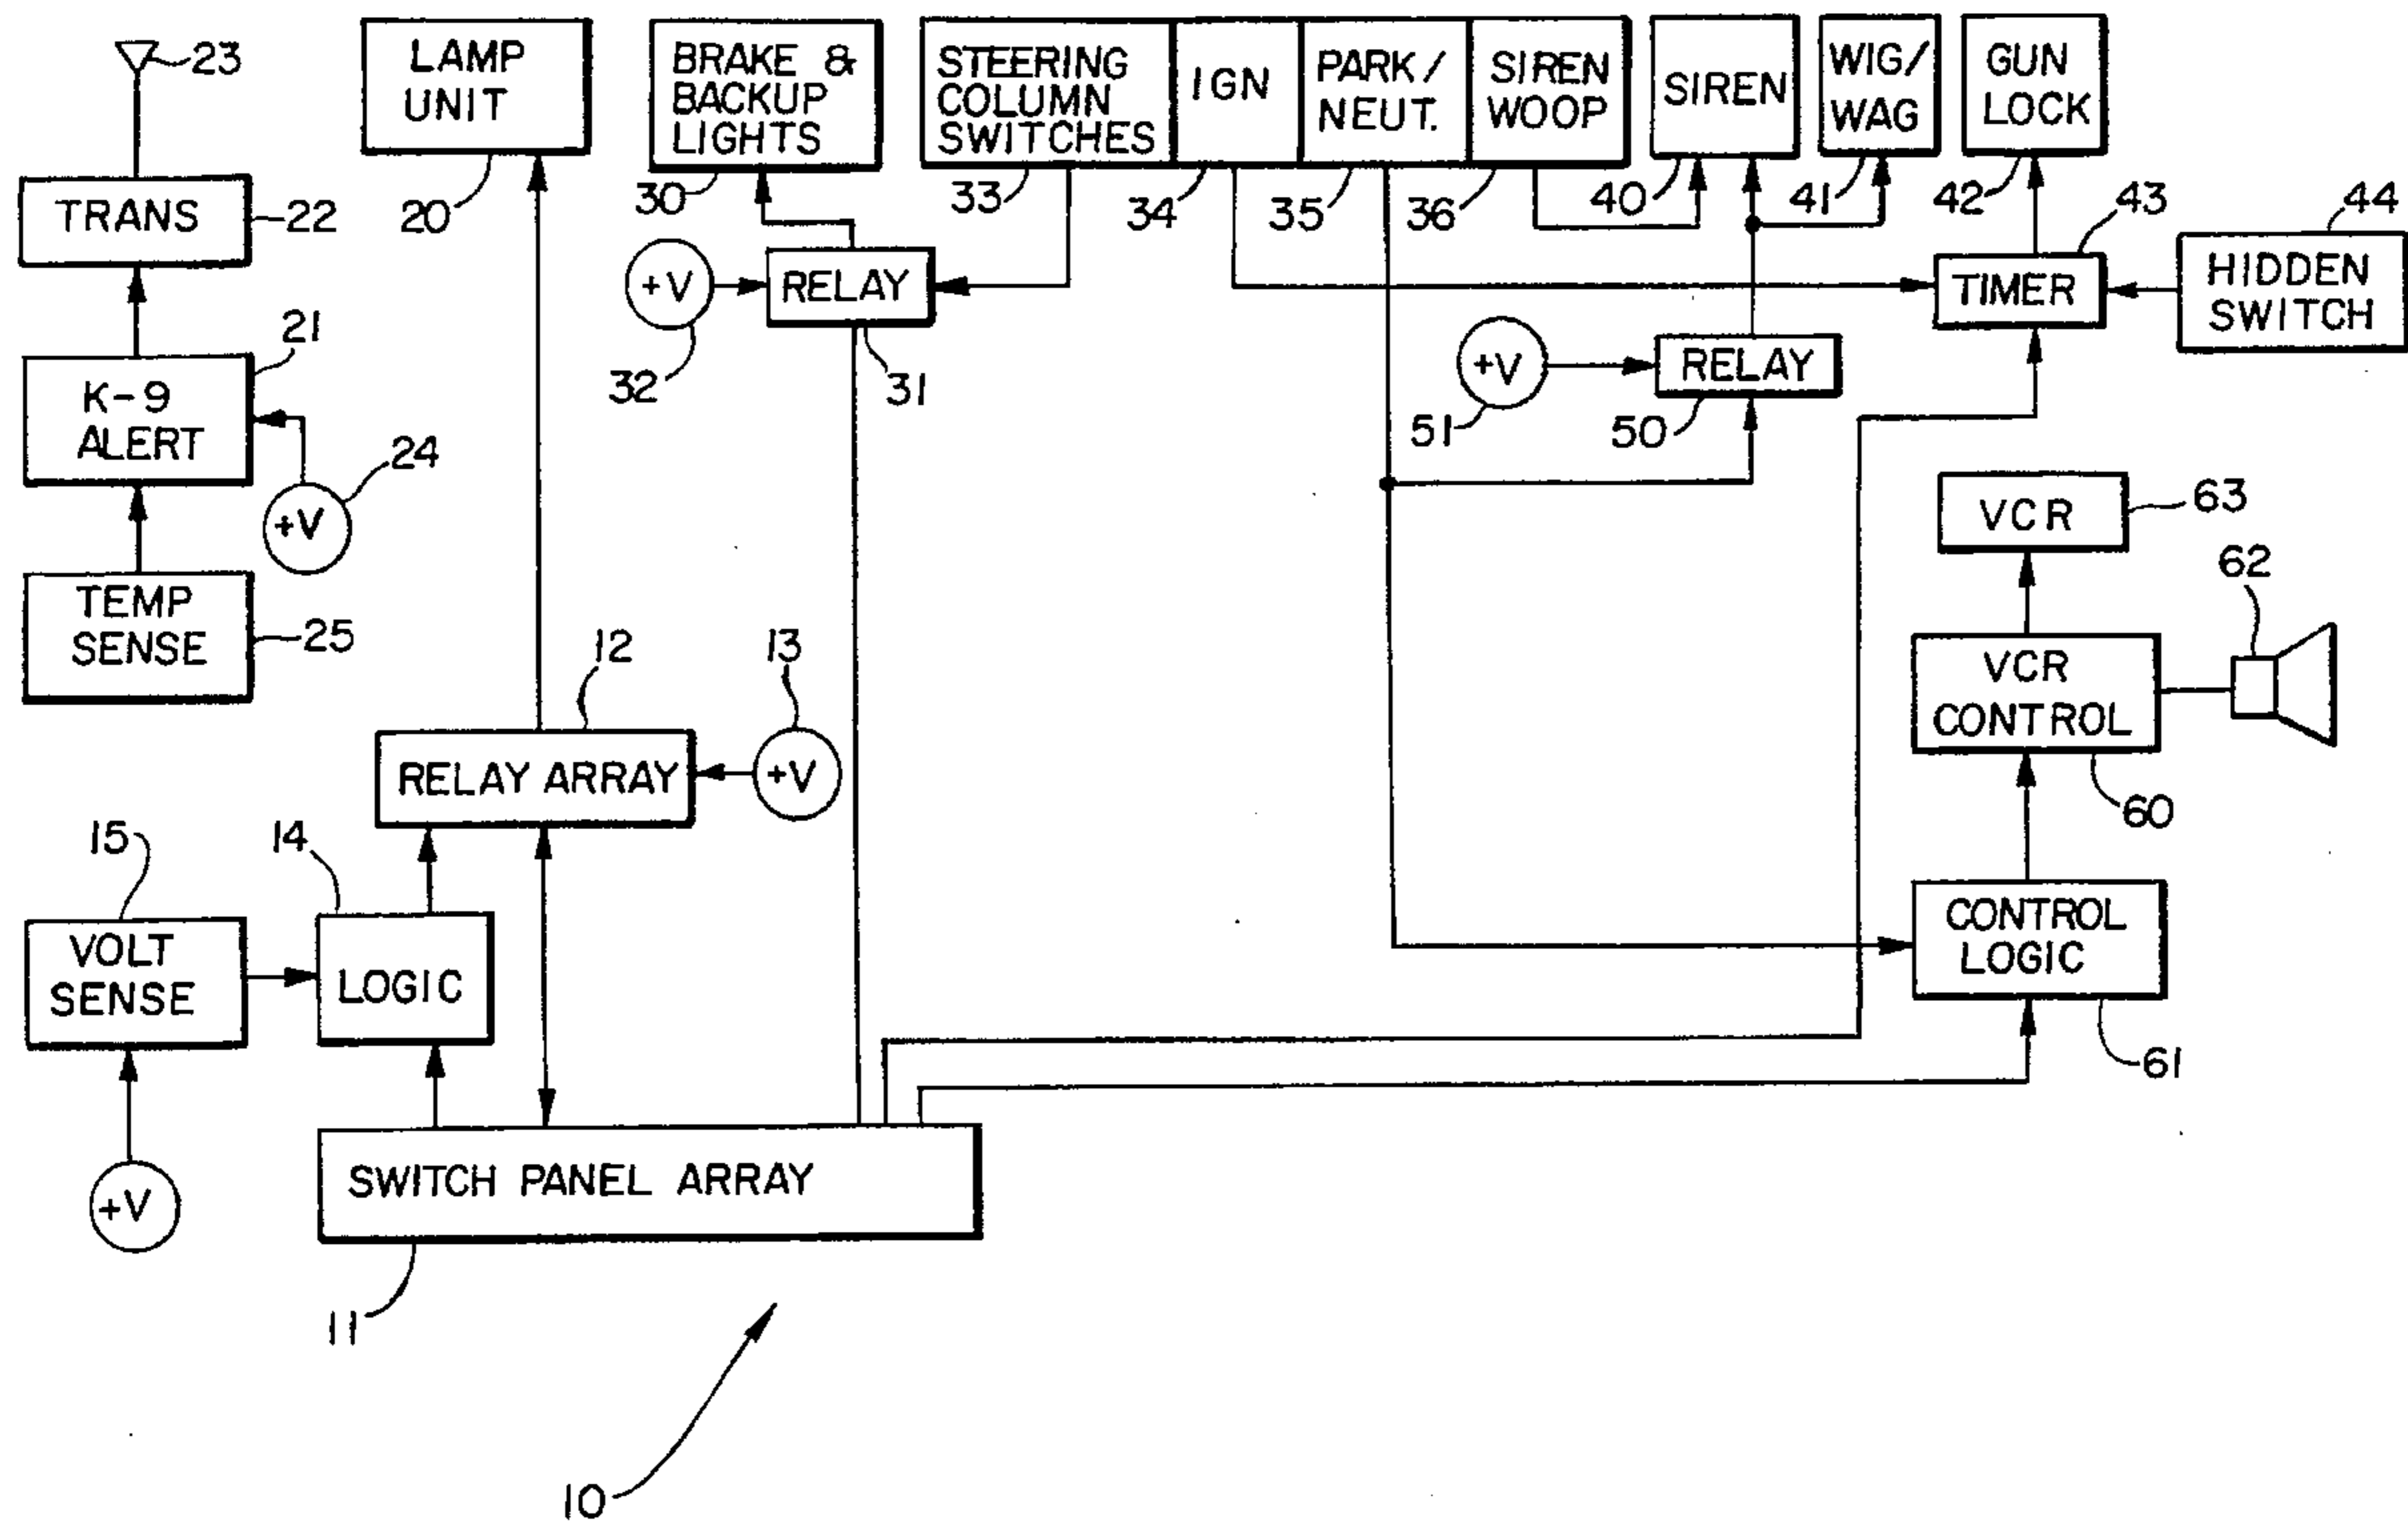 23
TRANS
22
21
K-9
ALERT
24
+V
TEMP
SENSE
25
LAMP
UNIT
20
BRAKE &
BACKUP
LIGHTS
30
RELAY
31
+V
32
STEERING
COLUMN
SWITCHES
33
IGN
34
PARK/
NEUT.
35
SIREN
WOOP
36
SIREN
40
WIG/
WAG
41
GUN
LOCK
42
43
TIMER
44
HIDDEN
SWITCH
+V
51
RELAY
50
VCR
63
62
VCR
CONTROL
60
CONTROL
LOGIC
61
12
13
RELAY ARRAY
+V
15
14
VOLT
SENSE
LOGIC
+V
SWITCH PANEL ARRAY
11
10